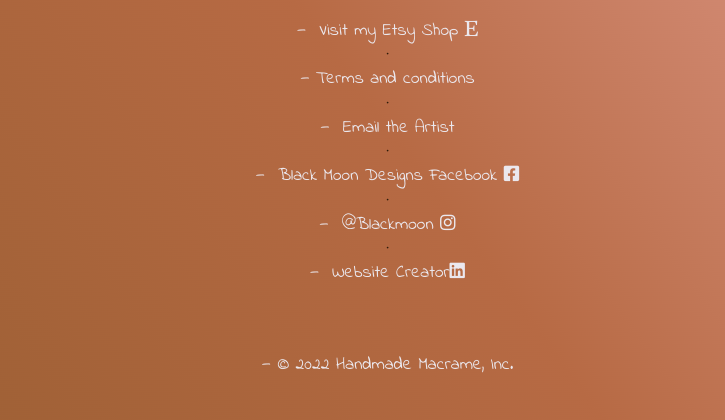 - Visit my Etsy Shop E
- Terms and conditions
- Email the Artist
- Black Moon Designs Facebook
- @Blackmoon
- Website Creator in
- © 2022 Handmade Macrame, Inc.